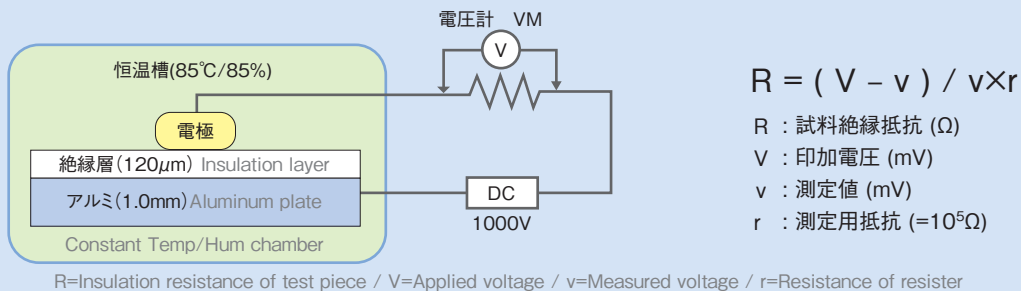 電圧計 VM
V
恒温槽(85℃/85%)
電極
絶縁層(120μm) Insulation layer
アルミ(1.0mm) Aluminum plate
DC
1000V
Constant Temp/Hum chamber
R = ( V – v ) / v×r
R : 試料絶縁抵抗 (Ω)
V : 印加電圧 (mV)
v : 測定値 (mV)
r : 測定用抵抗 (=10⁵Ω)
R=Insulation resistance of test piece / V=Applied voltage / v=Measured voltage / r=Resistance of resister